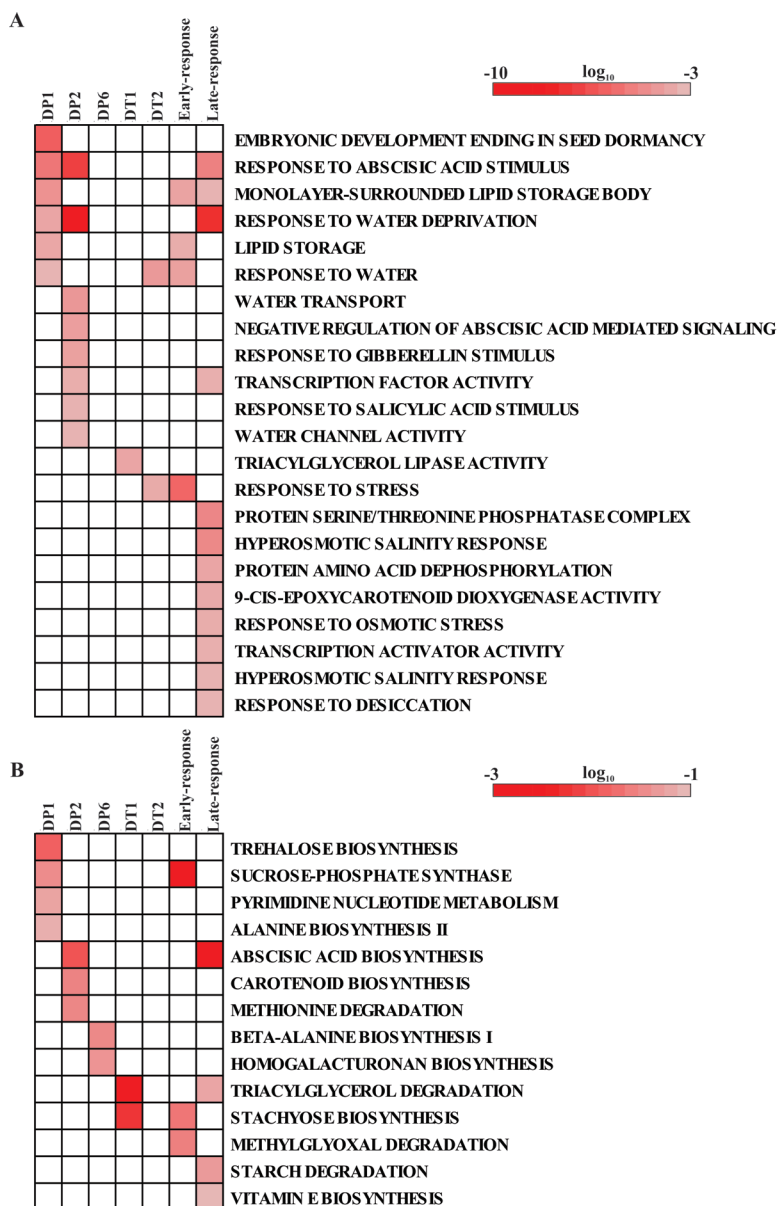 A
DP1 DP2 DP6 DT1 DT2 Early-response Late-response
-10 log10 -3
EMBRYONIC DEVELOPMENT ENDING IN SEED DORMANCY
RESPONSE TO ABSCISIC ACID STIMULUS
MONOLAYER-SURROUNDED LIPID STORAGE BODY
RESPONSE TO WATER DEPRIVATION
LIPID STORAGE
RESPONSE TO WATER
WATER TRANSPORT
NEGATIVE REGULATION OF ABSCISIC ACID MEDIATED SIGNALING
RESPONSE TO GIBBERELLIN STIMULUS
TRANSCRIPTION FACTOR ACTIVITY
RESPONSE TO SALICYLIC ACID STIMULUS
WATER CHANNEL ACTIVITY
TRIACYLGLYCEROL LIPASE ACTIVITY
RESPONSE TO STRESS
PROTEIN SERINE/THREONINE PHOSPHATASE COMPLEX
HYPEROSMOTIC SALINITY RESPONSE
PROTEIN AMINO ACID DEPHOSPHORYLATION
9-CIS-EPOXYCAROTENOID DIOXYGENASE ACTIVITY
RESPONSE TO OSMOTIC STRESS
TRANSCRIPTION ACTIVATOR ACTIVITY
HYPEROSMOTIC SALINITY RESPONSE
RESPONSE TO DESICCATION
B
DP1 DP2 DP6 DT1 DT2 Early-response Late-response
-3 log10 -1
TREHALOSE BIOSYNTHESIS
SUCROSE-PHOSPHATE SYNTHASE
PYRIMIDINE NUCLEOTIDE METABOLISM
ALANINE BIOSYNTHESIS II
ABSCISIC ACID BIOSYNTHESIS
CAROTENOID BIOSYNTHESIS
METHIONINE DEGRADATION
BETA-ALANINE BIOSYNTHESIS I
HOMOGALACTURONAN BIOSYNTHESIS
TRIACYLGLYCEROL DEGRADATION
STACHYOSE BIOSYNTHESIS
METHYLGLYOXAL DEGRADATION
STARCH DEGRADATION
VITAMIN E BIOSYNTHESIS